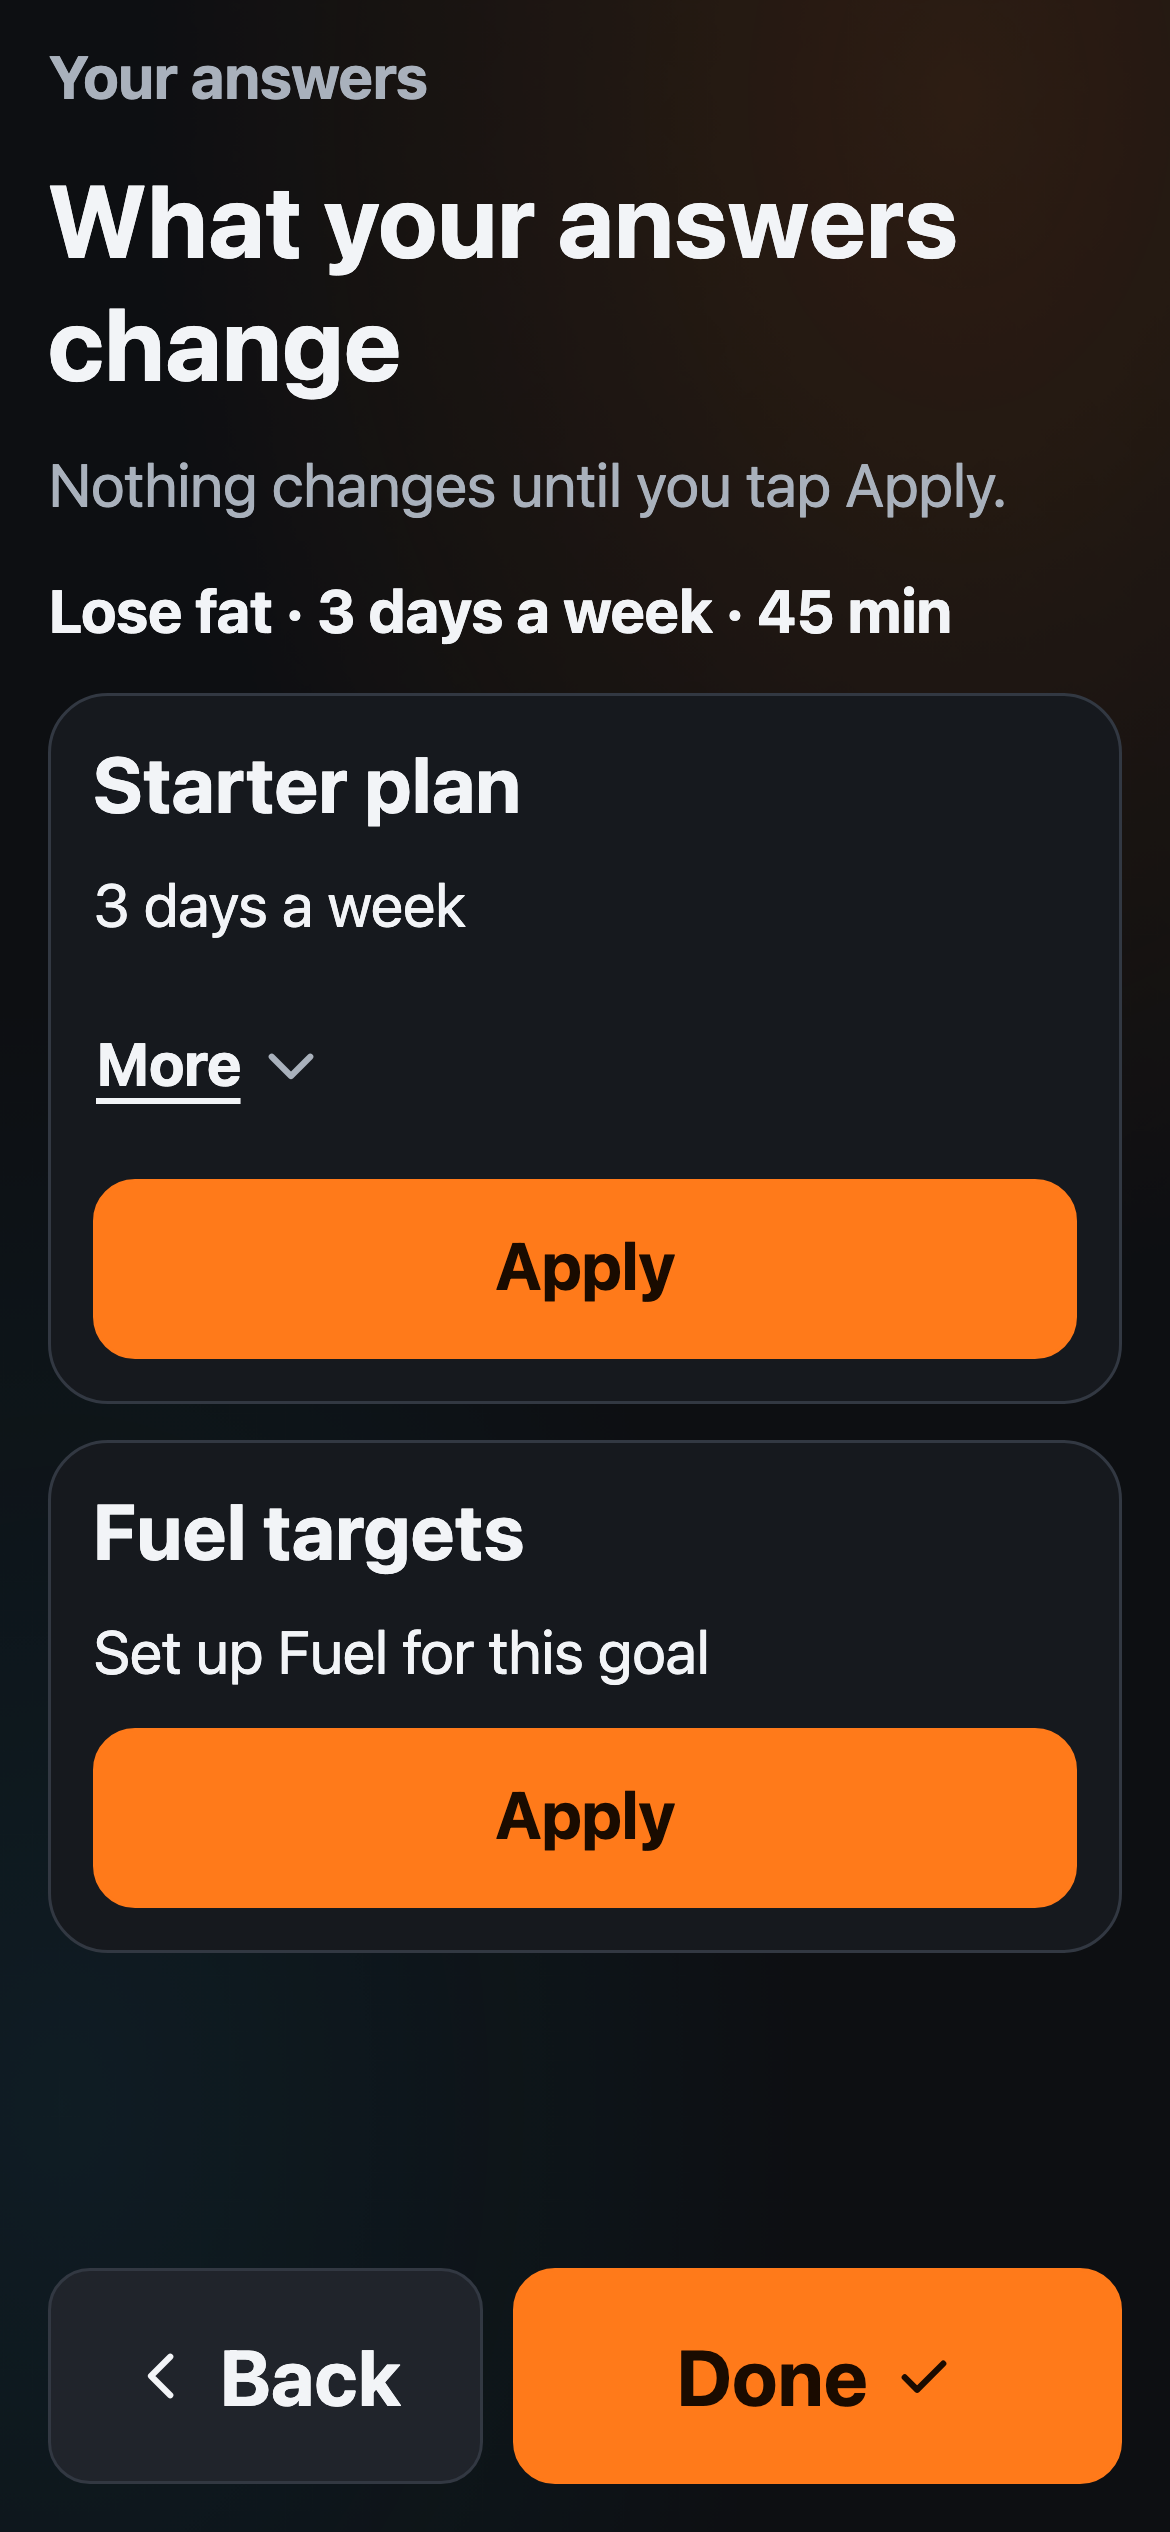 Your answers
What your answers
change
Nothing changes until you tap Apply.
Lose fat · 3 days a week · 45 min
Starter plan
3 days a week
More
Apply
Fuel targets
Set up Fuel for this goal
Apply
Back
Done